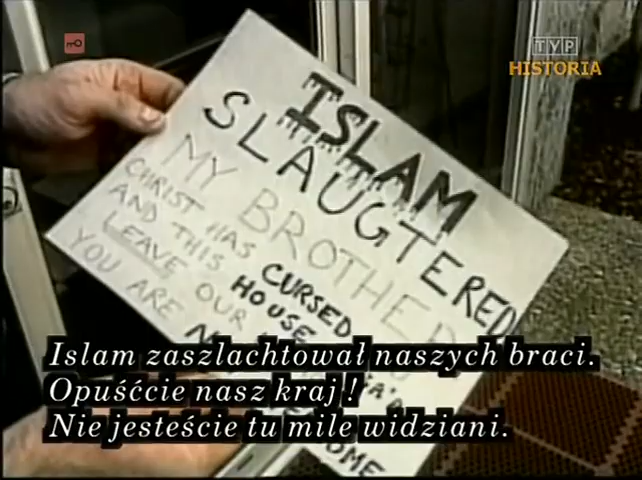 TVP
HISTORIA
ISLAM
SLAUGTERED
MY BROTHER
CHRIST HAS CURSED
AND THIS HOUSE
LEAVE OUR
YOU ARE
Islam zaszlachtował naszych braci.
Opuśćcie nasz kraj!
Nie jesteście tu mile widziani.